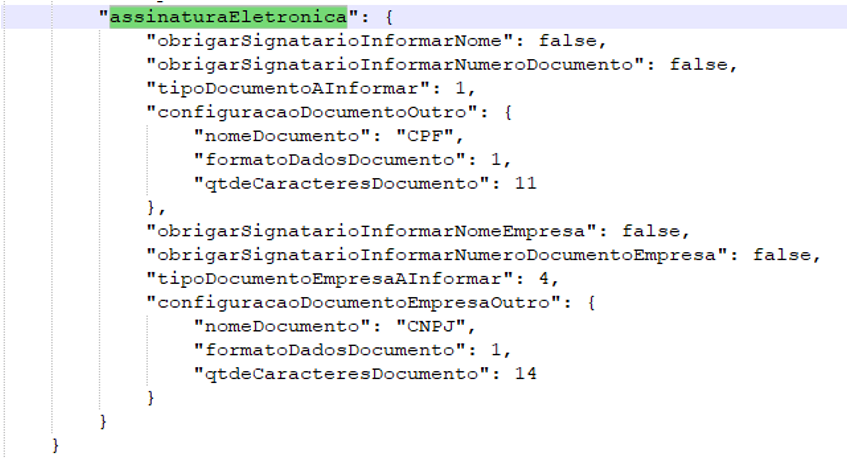 "assinaturaEletronica": {
"obrigarSignatarioInformarNome": false,
"obrigarSignatarioInformarNumeroDocumento": false,
"tipoDocumentoAInformar": 1,
"configuracaoDocumentoOutro": {
"nomeDocumento": "CPF",
"formatoDadosDocumento": 1,
"qtdeCaracteresDocumento": 11
},
"obrigarSignatarioInformarNomeEmpresa": false,
"obrigarSignatarioInformarNumeroDocumentoEmpresa": false,
"tipoDocumentoEmpresaAInformar": 4,
"configuracaoDocumentoEmpresaOutro": {
"nomeDocumento": "CNPJ",
"formatoDadosDocumento": 1,
"qtdeCaracteresDocumento": 14
}
}
}